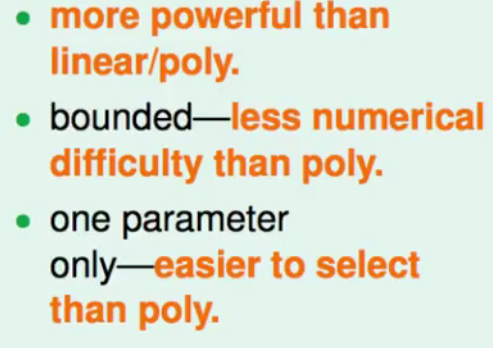 • more powerful than
linear/poly.
• bounded—less numerical
difficulty than poly.
• one parameter
only—easier to select
than poly.